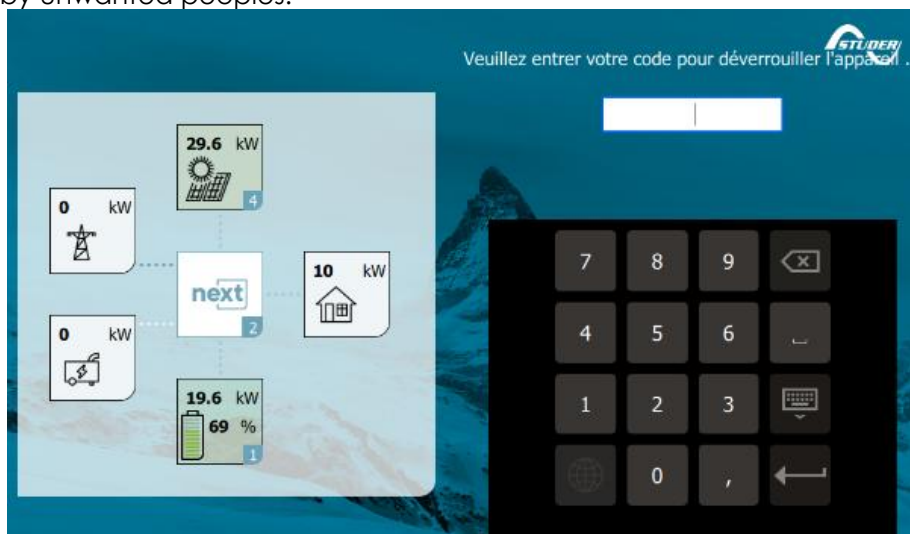 by unwanted peoples.
STUDER
Veuillez entrer votre code pour déverrouiller l'appareil .
29.6 kW
4
0 kW
next
2
10 kW
0 kW
19.6 kW
69 %
1
7 8 9
4 5 6
1 2 3
0 ,